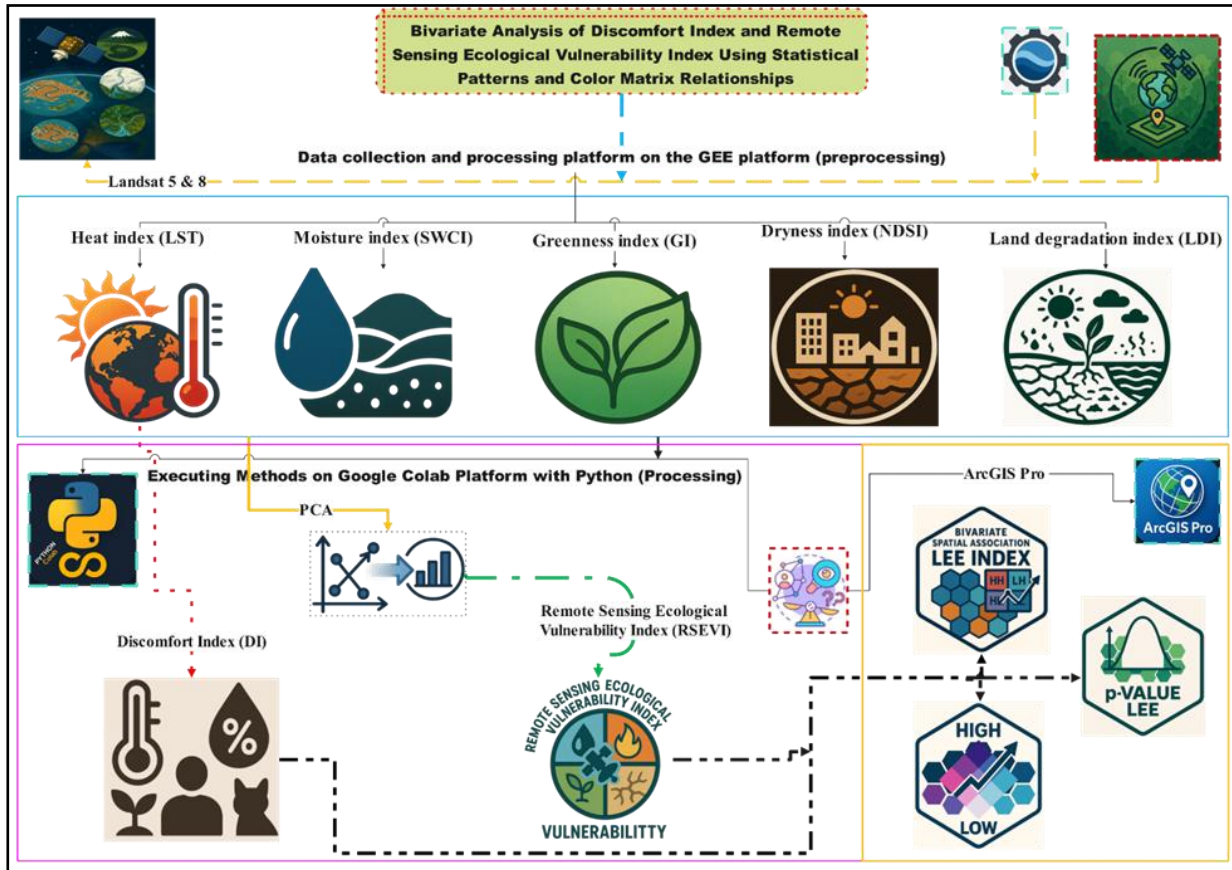 Bivariate Analysis of Discomfort Index and Remote
Sensing Ecological Vulnerability Index Using Statistical
Patterns and Color Matrix Relationships
Data collection and processing platform on the GEE platform (preprocessing)
Landsat 5 & 8
Heat index (LST)
Moisture index (SWCI)
Greenness index (GI)
Dryness index (NDSI)
Land degradation index (LDI)
Executing Methods on Google Colab Platform with Python (Processing)
PYTHON
Colab
PCA
Remote Sensing Ecological
Vulnerability Index (RSEVI)
Discomfort Index (DI)
%
REMOTE SENSING ECOLOGICAL
VULNERABILITY INDEX
VULNERABILITTY
??
ArcGIS Pro
ArcGIS Pro
BIVARIATE
SPATIAL ASSOCIATION
LEE INDEX
HH LH
HL
p-VALUE
LEE
HIGH
LOW